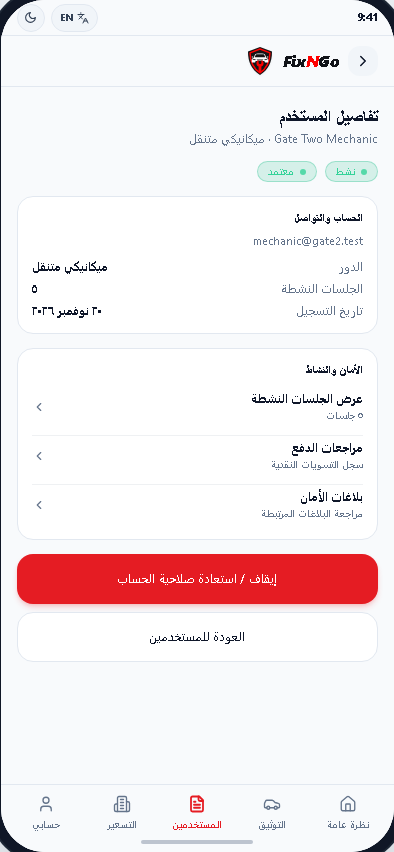 9:41
EN
FixNGo
تفاصيل المستخدم
Gate Two Mechanic · ميكانيكي متنقل
نشط
معتمد
الحساب والتواصل
mechanic@gate2.test
الدور ميكانيكي متنقل
الجلسات النشطة ٥
تاريخ التسجيل ٢٠ نوفمبر ٢٠٢٦
الأمان والنشاط
عرض الجلسات النشطة
٥ جلسات
مراجعات الدفع
سجل التسويات النقدية
بلاغات الأمان
مراجعة البلاغات المرتبطة
إيقاف / استعادة صلاحية الحساب
العودة للمستخدمين
نظرة عامة
التوثيق
المستخدمين
التسعير
حسابي